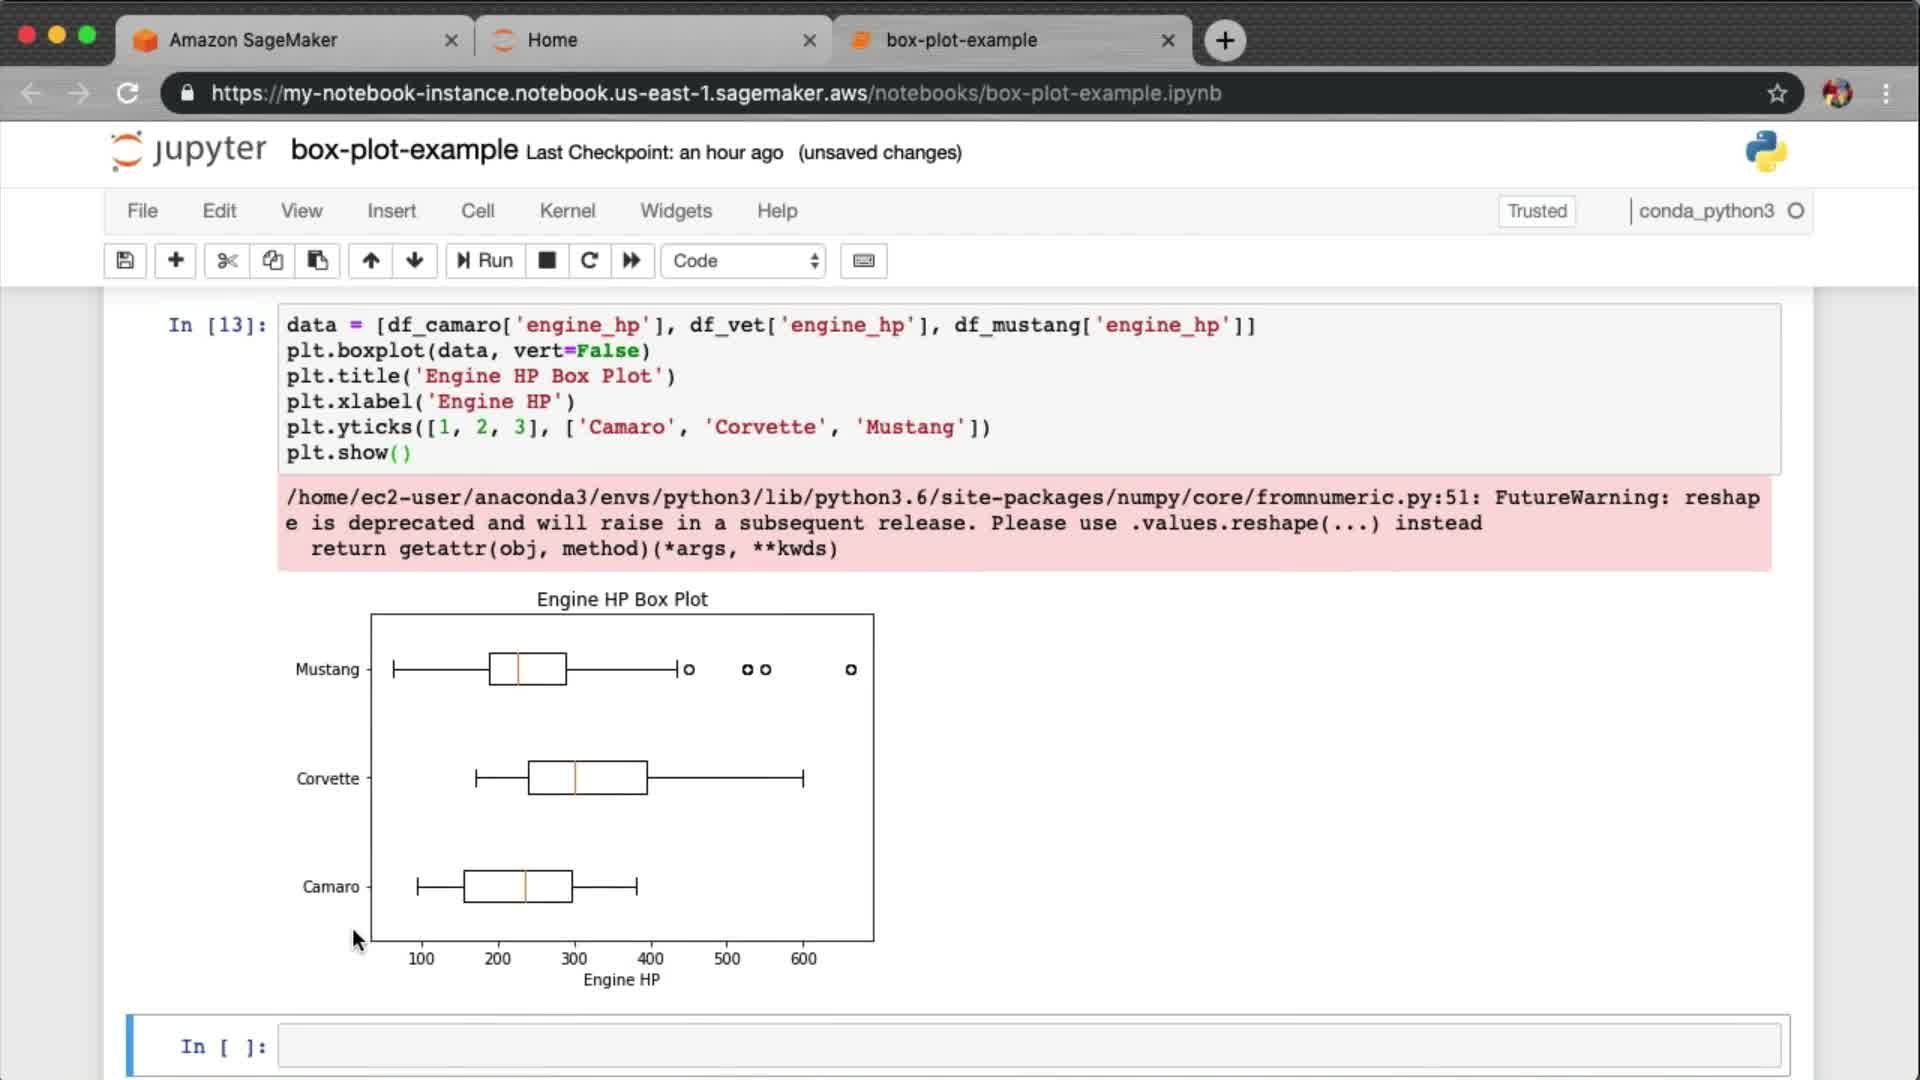 Amazon SageMaker
Home
box-plot-example
https://my-notebook-instance.notebook.us-east-1.sagemaker.aws/notebooks/box-plot-example.ipynb
jupyter box-plot-example Last Checkpoint: an hour ago (unsaved changes)
File Edit View Insert Cell Kernel Widgets Help Trusted conda_python3
Run Code
In [13]: data = [df_camaro['engine_hp'], df_vet['engine_hp'], df_mustang['engine_hp']]
plt.boxplot(data, vert=False)
plt.title('Engine HP Box Plot')
plt.xlabel('Engine HP')
plt.yticks([1, 2, 3], ['Camaro', 'Corvette', 'Mustang'])
plt.show()
/home/ec2-user/anaconda3/envs/python3/lib/python3.6/site-packages/numpy/core/fromnumeric.py:51: FutureWarning: reshap
e is deprecated and will raise in a subsequent release. Please use .values.reshape(...) instead
return getattr(obj, method)(*args, **kwds)
Engine HP Box Plot
Mustang
Corvette
Camaro
100 200 300 400 500 600
Engine HP
In [ ]: